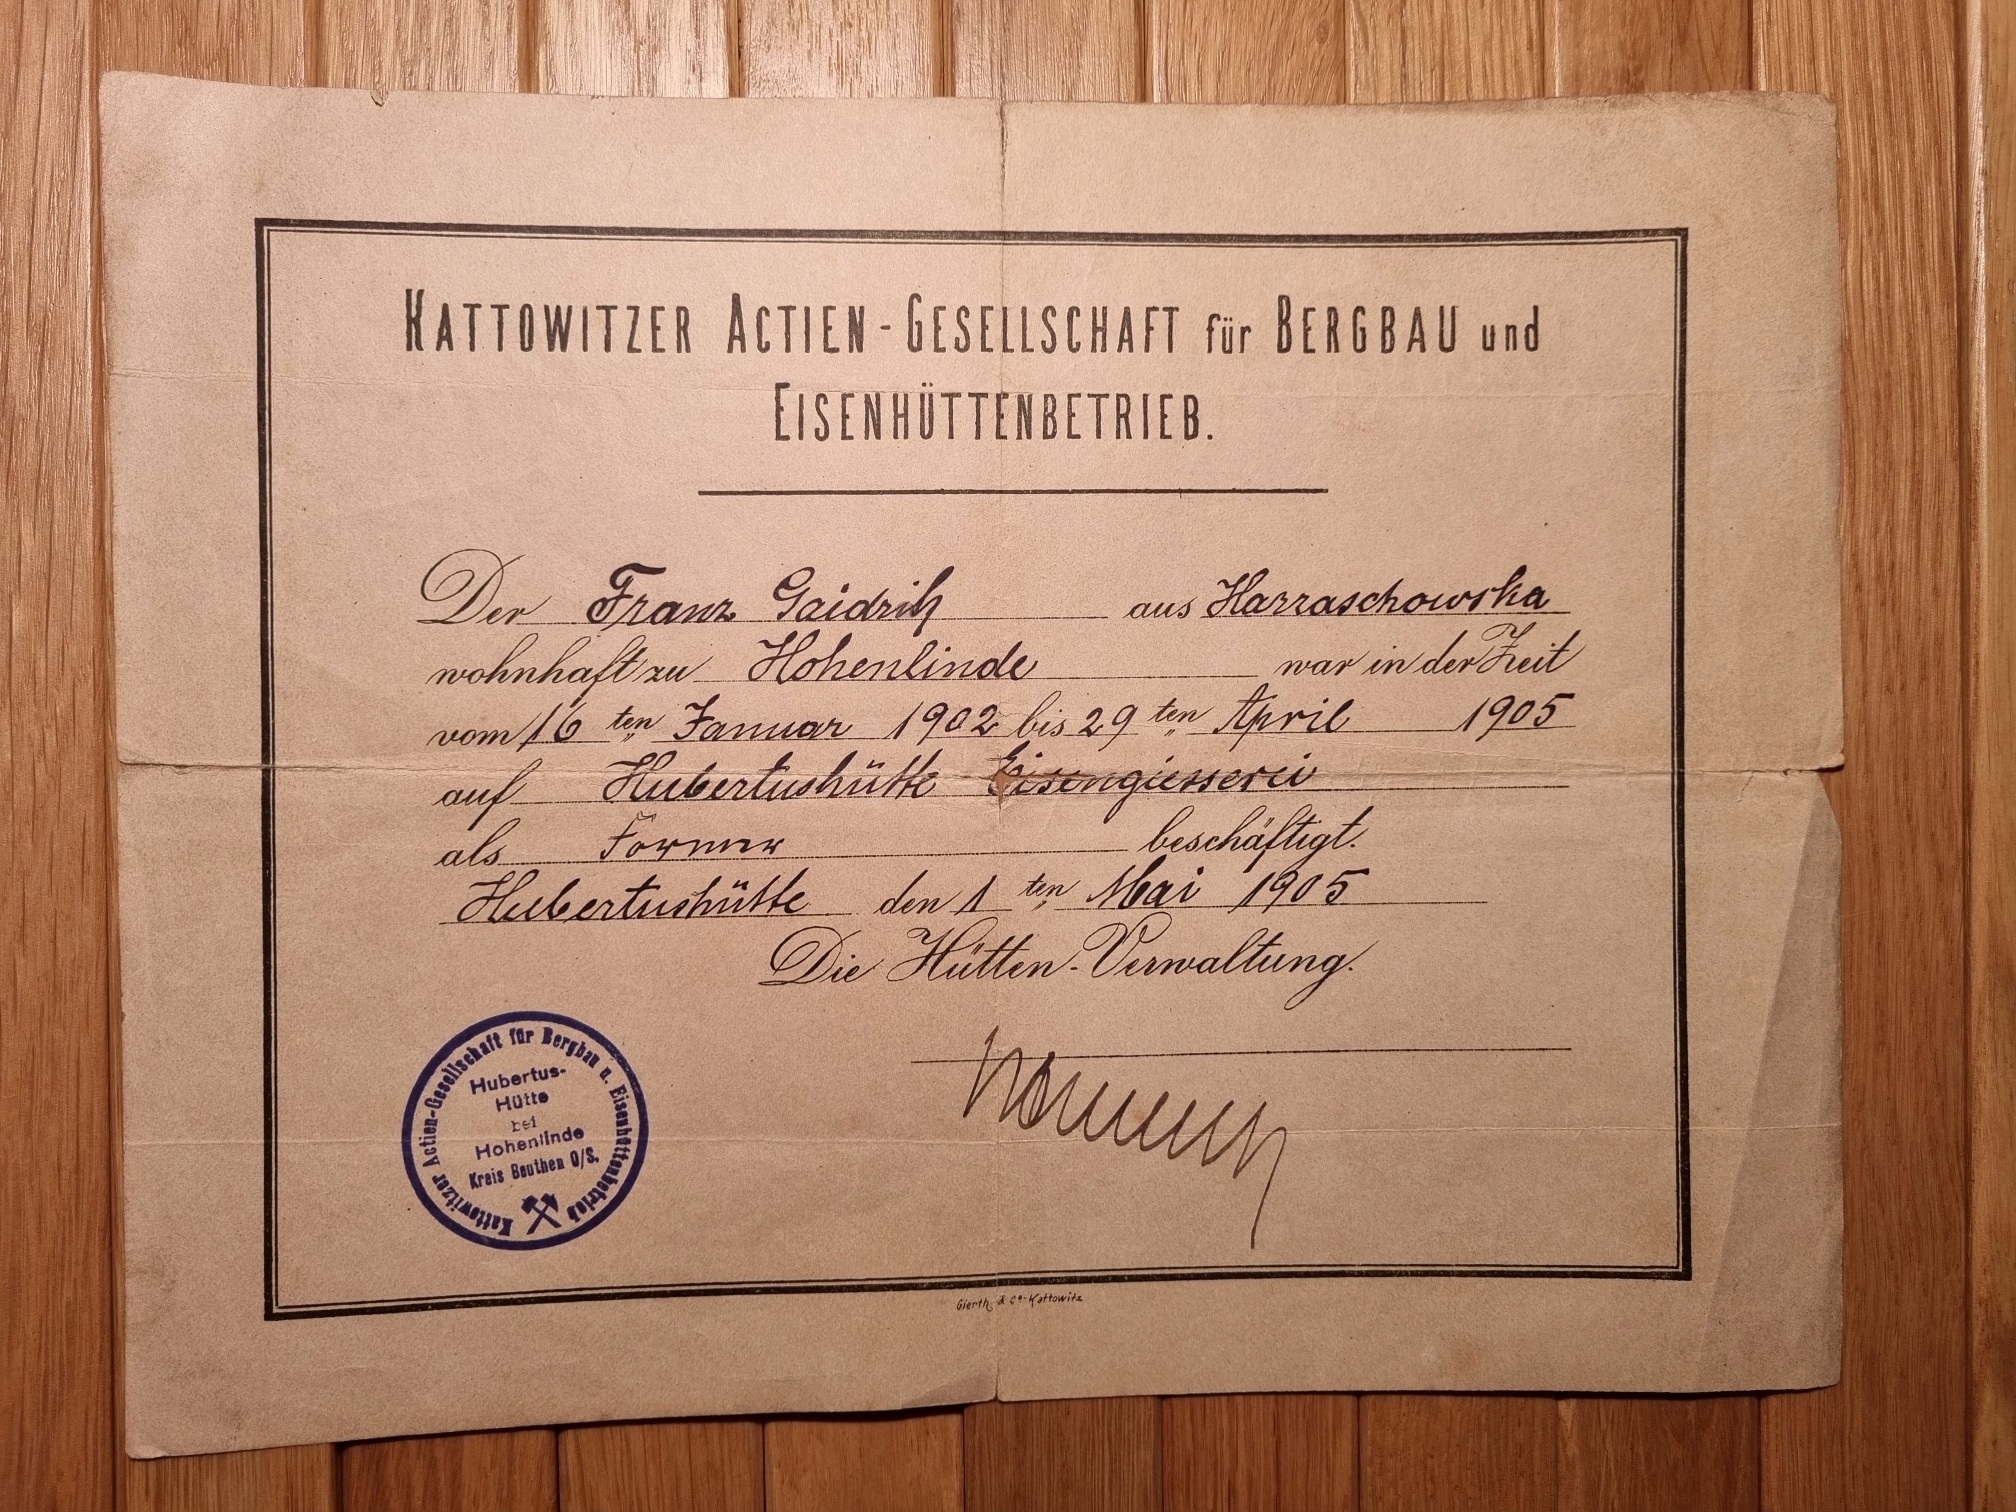 KATTOWITZER ACTIEN-GESELLSCHAFT für BERGBAU und
EISENHÜTTENBETRIEB.
Der Franz Gaidzik aus Harraschowska
wohnhaft zu Hohenlinde war in der Zeit
vom 16 ten Januar 1902 bis 29 ten April 1905
auf Hubertushütte Eisengiesserei
als Former beschäftigt.
Hubertushütte den 1 ten Mai 1905
Die Hütten-Verwaltung.
Kattowitzer Actien-Gesellschaft für Bergbau u. Eisenhüttenbetrieb
Hubertus-
Hütte
bei
Hohenlinde
Kreis Beuthen O/S.
Gierth & Co. Kattowitz